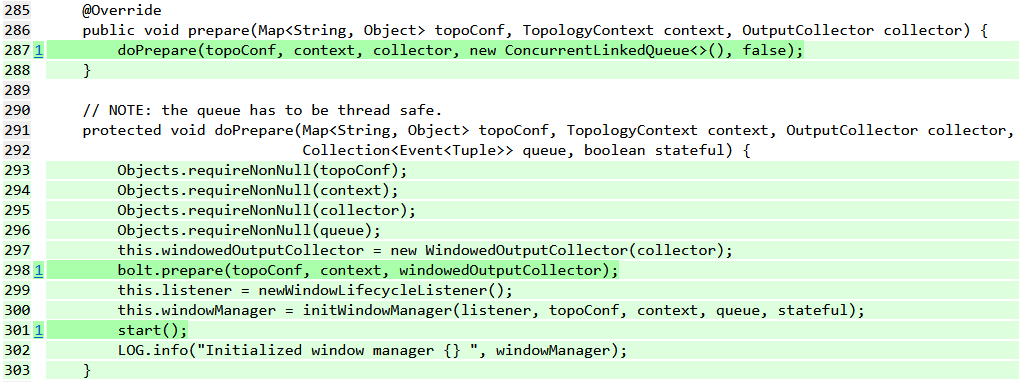 285     @Override
286     public void prepare(Map<String, Object> topoConf, TopologyContext context, OutputCollector collector) {
287 1       doPrepare(topoConf, context, collector, new ConcurrentLinkedQueue<>(), false);
288     }
289
290     // NOTE: the queue has to be thread safe.
291     protected void doPrepare(Map<String, Object> topoConf, TopologyContext context, OutputCollector collector,
292                              Collection<Event<Tuple>> queue, boolean stateful) {
293         Objects.requireNonNull(topoConf);
294         Objects.requireNonNull(context);
295         Objects.requireNonNull(collector);
296         Objects.requireNonNull(queue);
297         this.windowedOutputCollector = new WindowedOutputCollector(collector);
298 1       bolt.prepare(topoConf, context, windowedOutputCollector);
299         this.listener = newWindowLifecycleListener();
300         this.windowManager = initWindowManager(listener, topoConf, context, queue, stateful);
301 1       start();
302         LOG.info("Initialized window manager {} ", windowManager);
303     }